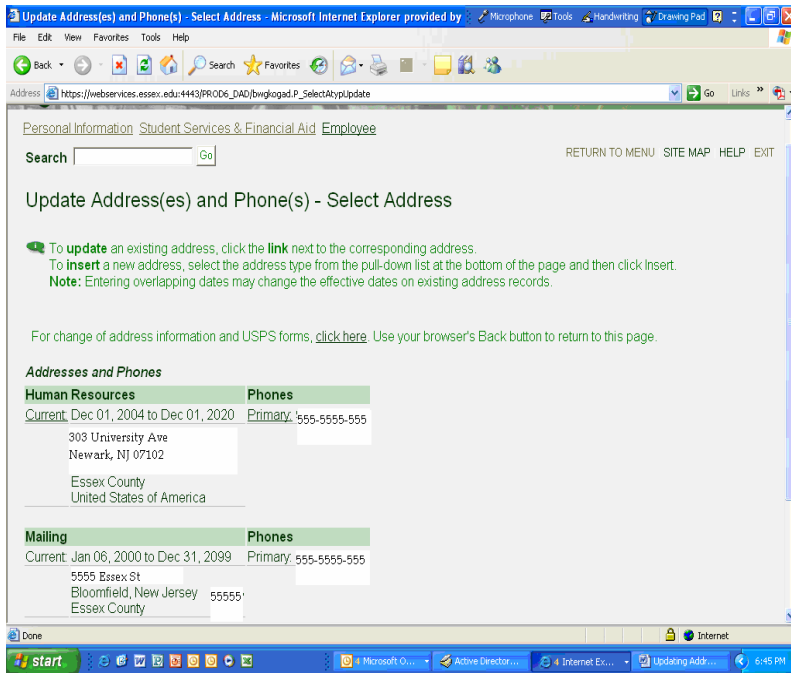 Update Address(es) and Phone(s) - Select Address - Microsoft Internet Explorer provided by Microphone Tools Handwriting Drawing Pad
File Edit View Favorites Tools Help
Back Search Favorites
Address https://webservices.essex.edu:4443/PROD6_DAD/bwgkogad.P_SelectAtypUpdate Go Links »
Personal Information Student Services & Financial Aid Employee
Search Go RETURN TO MENU SITE MAP HELP EXIT
Update Address(es) and Phone(s) - Select Address
To update an existing address, click the link next to the corresponding address.
To insert a new address, select the address type from the pull-down list at the bottom of the page and then click Insert.
Note: Entering overlapping dates may change the effective dates on existing address records.
For change of address information and USPS forms, click here. Use your browser's Back button to return to this page.
Addresses and Phones
Human Resources Phones
Current: Dec 01, 2004 to Dec 01, 2020 Primary: 555-5555-555
303 University Ave
Newark, NJ 07102
Essex County
United States of America
Mailing Phones
Current: Jan 06, 2000 to Dec 31, 2099 Primary: 555-5555-555
5555 Essex St
Bloomfield, New Jersey 55555
Essex County
Done Internet
start 4 Microsoft O... Active Director... 4 Internet Ex... Updating Addr... 6:45 PM